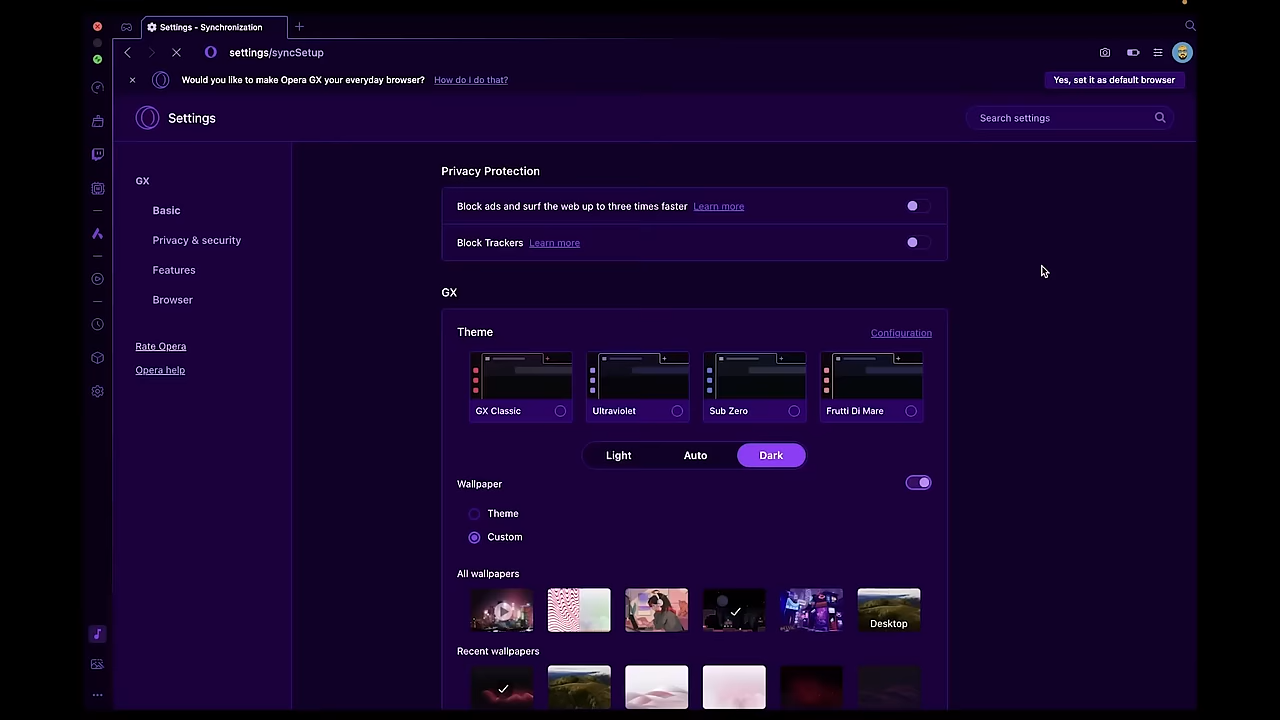 Settings - Synchronization
settings/syncSetup
Would you like to make Opera GX your everyday browser? How do i do that?
Yes, set it as default browser
Settings
Search settings
GX
Basic
Privacy & security
Features
Browser
Rate Opera
Opera help
Privacy Protection
Block ads and surf the web up to three times faster Learn more
Block Trackers Learn more
GX
Theme
Configuration
GX Classic
Ultraviolet
Sub Zero
Frutti Di Mare
Light
Auto
Dark
Wallpaper
Theme
Custom
All wallpapers
Desktop
Recent wallpapers